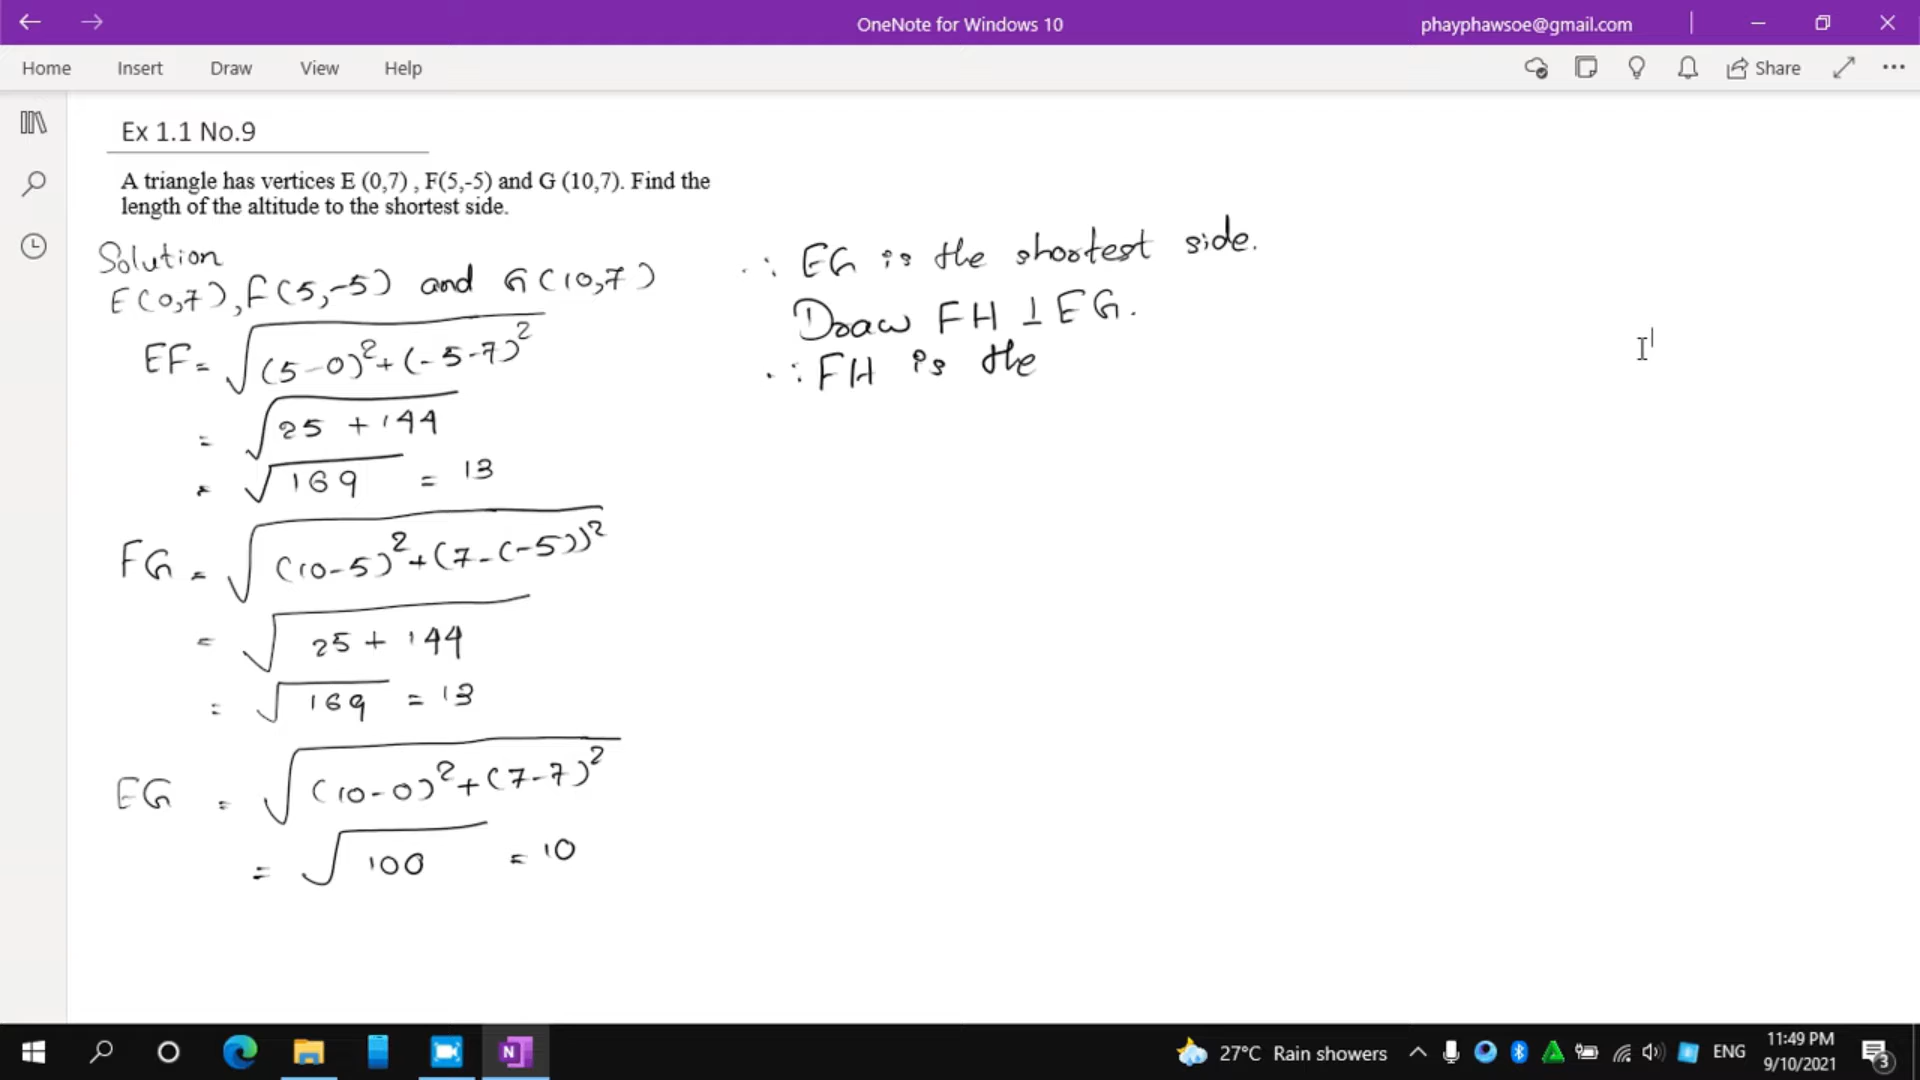 OneNote for Windows 10
phayphawsoe@gmail.com
Home Insert Draw View Help
Share
Ex 1.1 No.9
A triangle has vertices E (0,7) , F(5,-5) and G (10,7). Find the
length of the altitude to the shortest side.
Solution
E(0,7), F(5,-5) and G(10,7)
EF = √(5-0)²+(-5-7)²
= √25 + 144
= √169 = 13
FG = √(10-5)²+(7-(-5))²
= √25 + 144
= √169 = 13
EG = √(10-0)²+(7-7)²
= √100 = 10
∴ EG is the shortest side.
Draw FH ⊥ EG.
∴ FH is the
27°C Rain showers
ENG
11:49 PM
9/10/2021
3